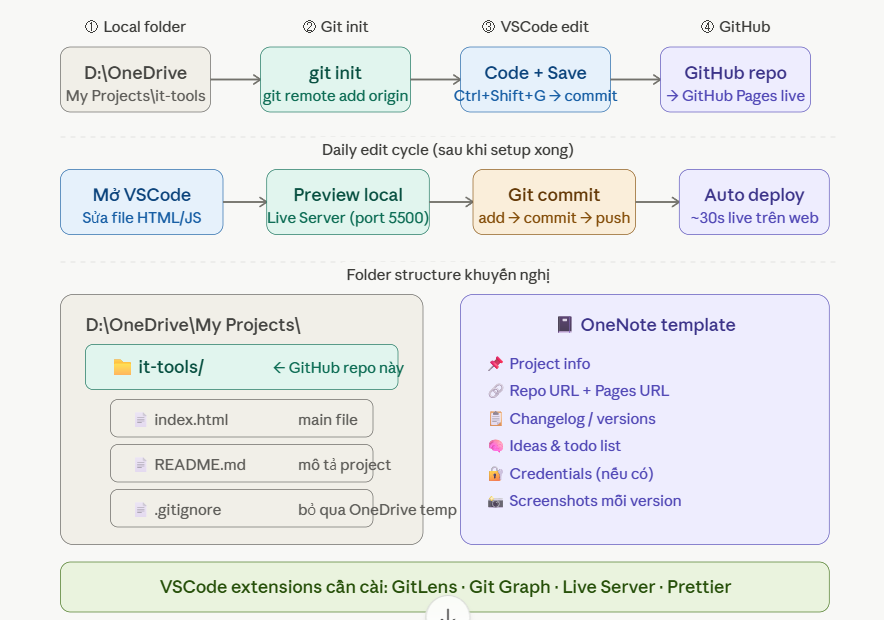 ① Local folder
② Git init
③ VSCode edit
④ GitHub
D:\OneDrive
My Projects\it-tools
git init
git remote add origin
Code + Save
Ctrl+Shift+G → commit
GitHub repo
→ GitHub Pages live
Daily edit cycle (sau khi setup xong)
Mở VSCode
Sửa file HTML/JS
Preview local
Live Server (port 5500)
Git commit
add → commit → push
Auto deploy
~30s live trên web
Folder structure khuyến nghị
D:\OneDrive\My Projects\
📁 it-tools/ ← GitHub repo này
📄 index.html main file
📄 README.md mô tả project
📄 .gitignore bỏ qua OneDrive temp
📓 OneNote template
📌 Project info
🔗 Repo URL + Pages URL
📋 Changelog / versions
🧠 Ideas & todo list
🔐 Credentials (nếu có)
📸 Screenshots mỗi version
VSCode extensions cần cài: GitLens · Git Graph · Live Server · Prettier